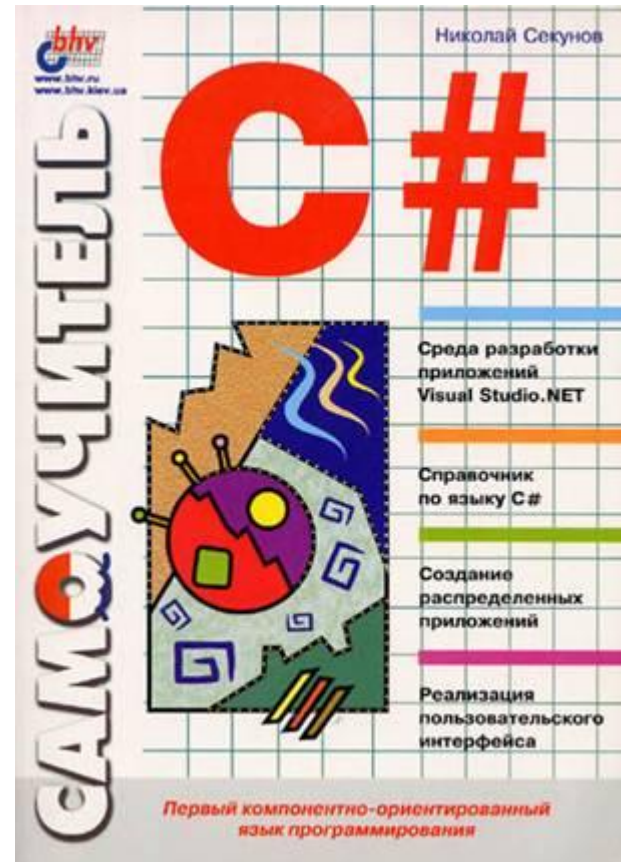 bhv
www.bhv.ru
www.bhv.kiev.ua
Николай Секунов
C#
САМОУЧИТЕЛЬ
Среда разработки
приложений
Visual Studio.NET
Справочник
по языку C#
Создание
распределенных
приложений
Реализация
пользовательского
интерфейса
Первый компонентно-ориентированный
язык программирования